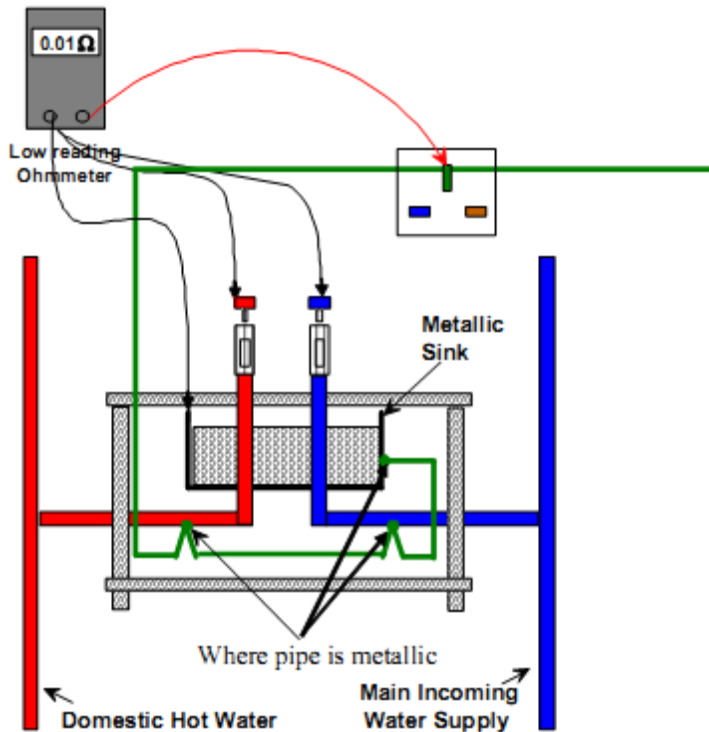 0.01Ω
Low reading
Ohmmeter
Metallic
Sink
Where pipe is metallic
Domestic Hot Water
Main Incoming
Water Supply